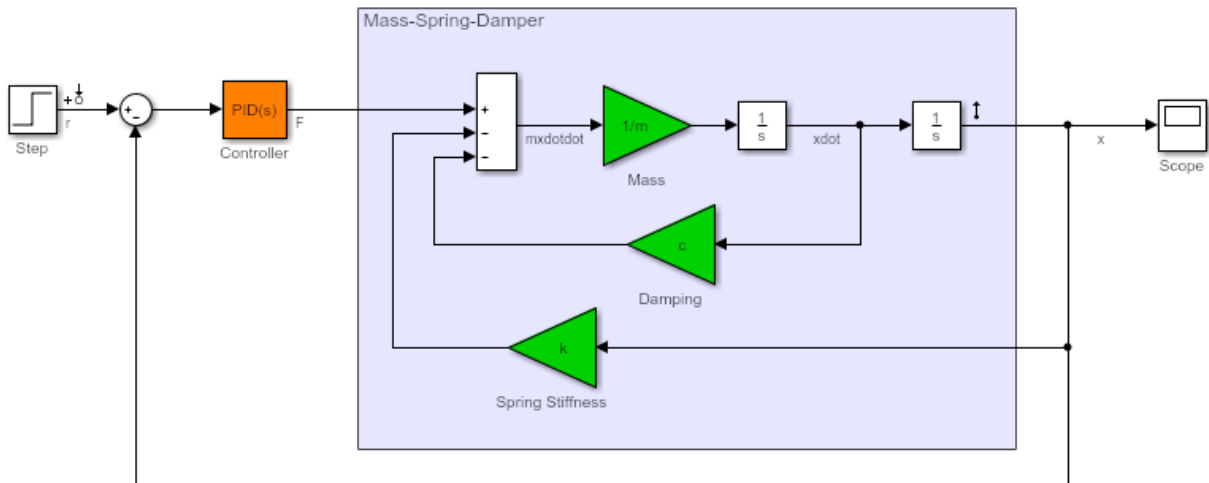 Mass-Spring-Damper
Step
r
+
−
PID(s)
Controller
F
+
−
−
mxdotdot
1/m
Mass
1
s
xdot
1
s
x
Scope
c
Damping
k
Spring Stiffness